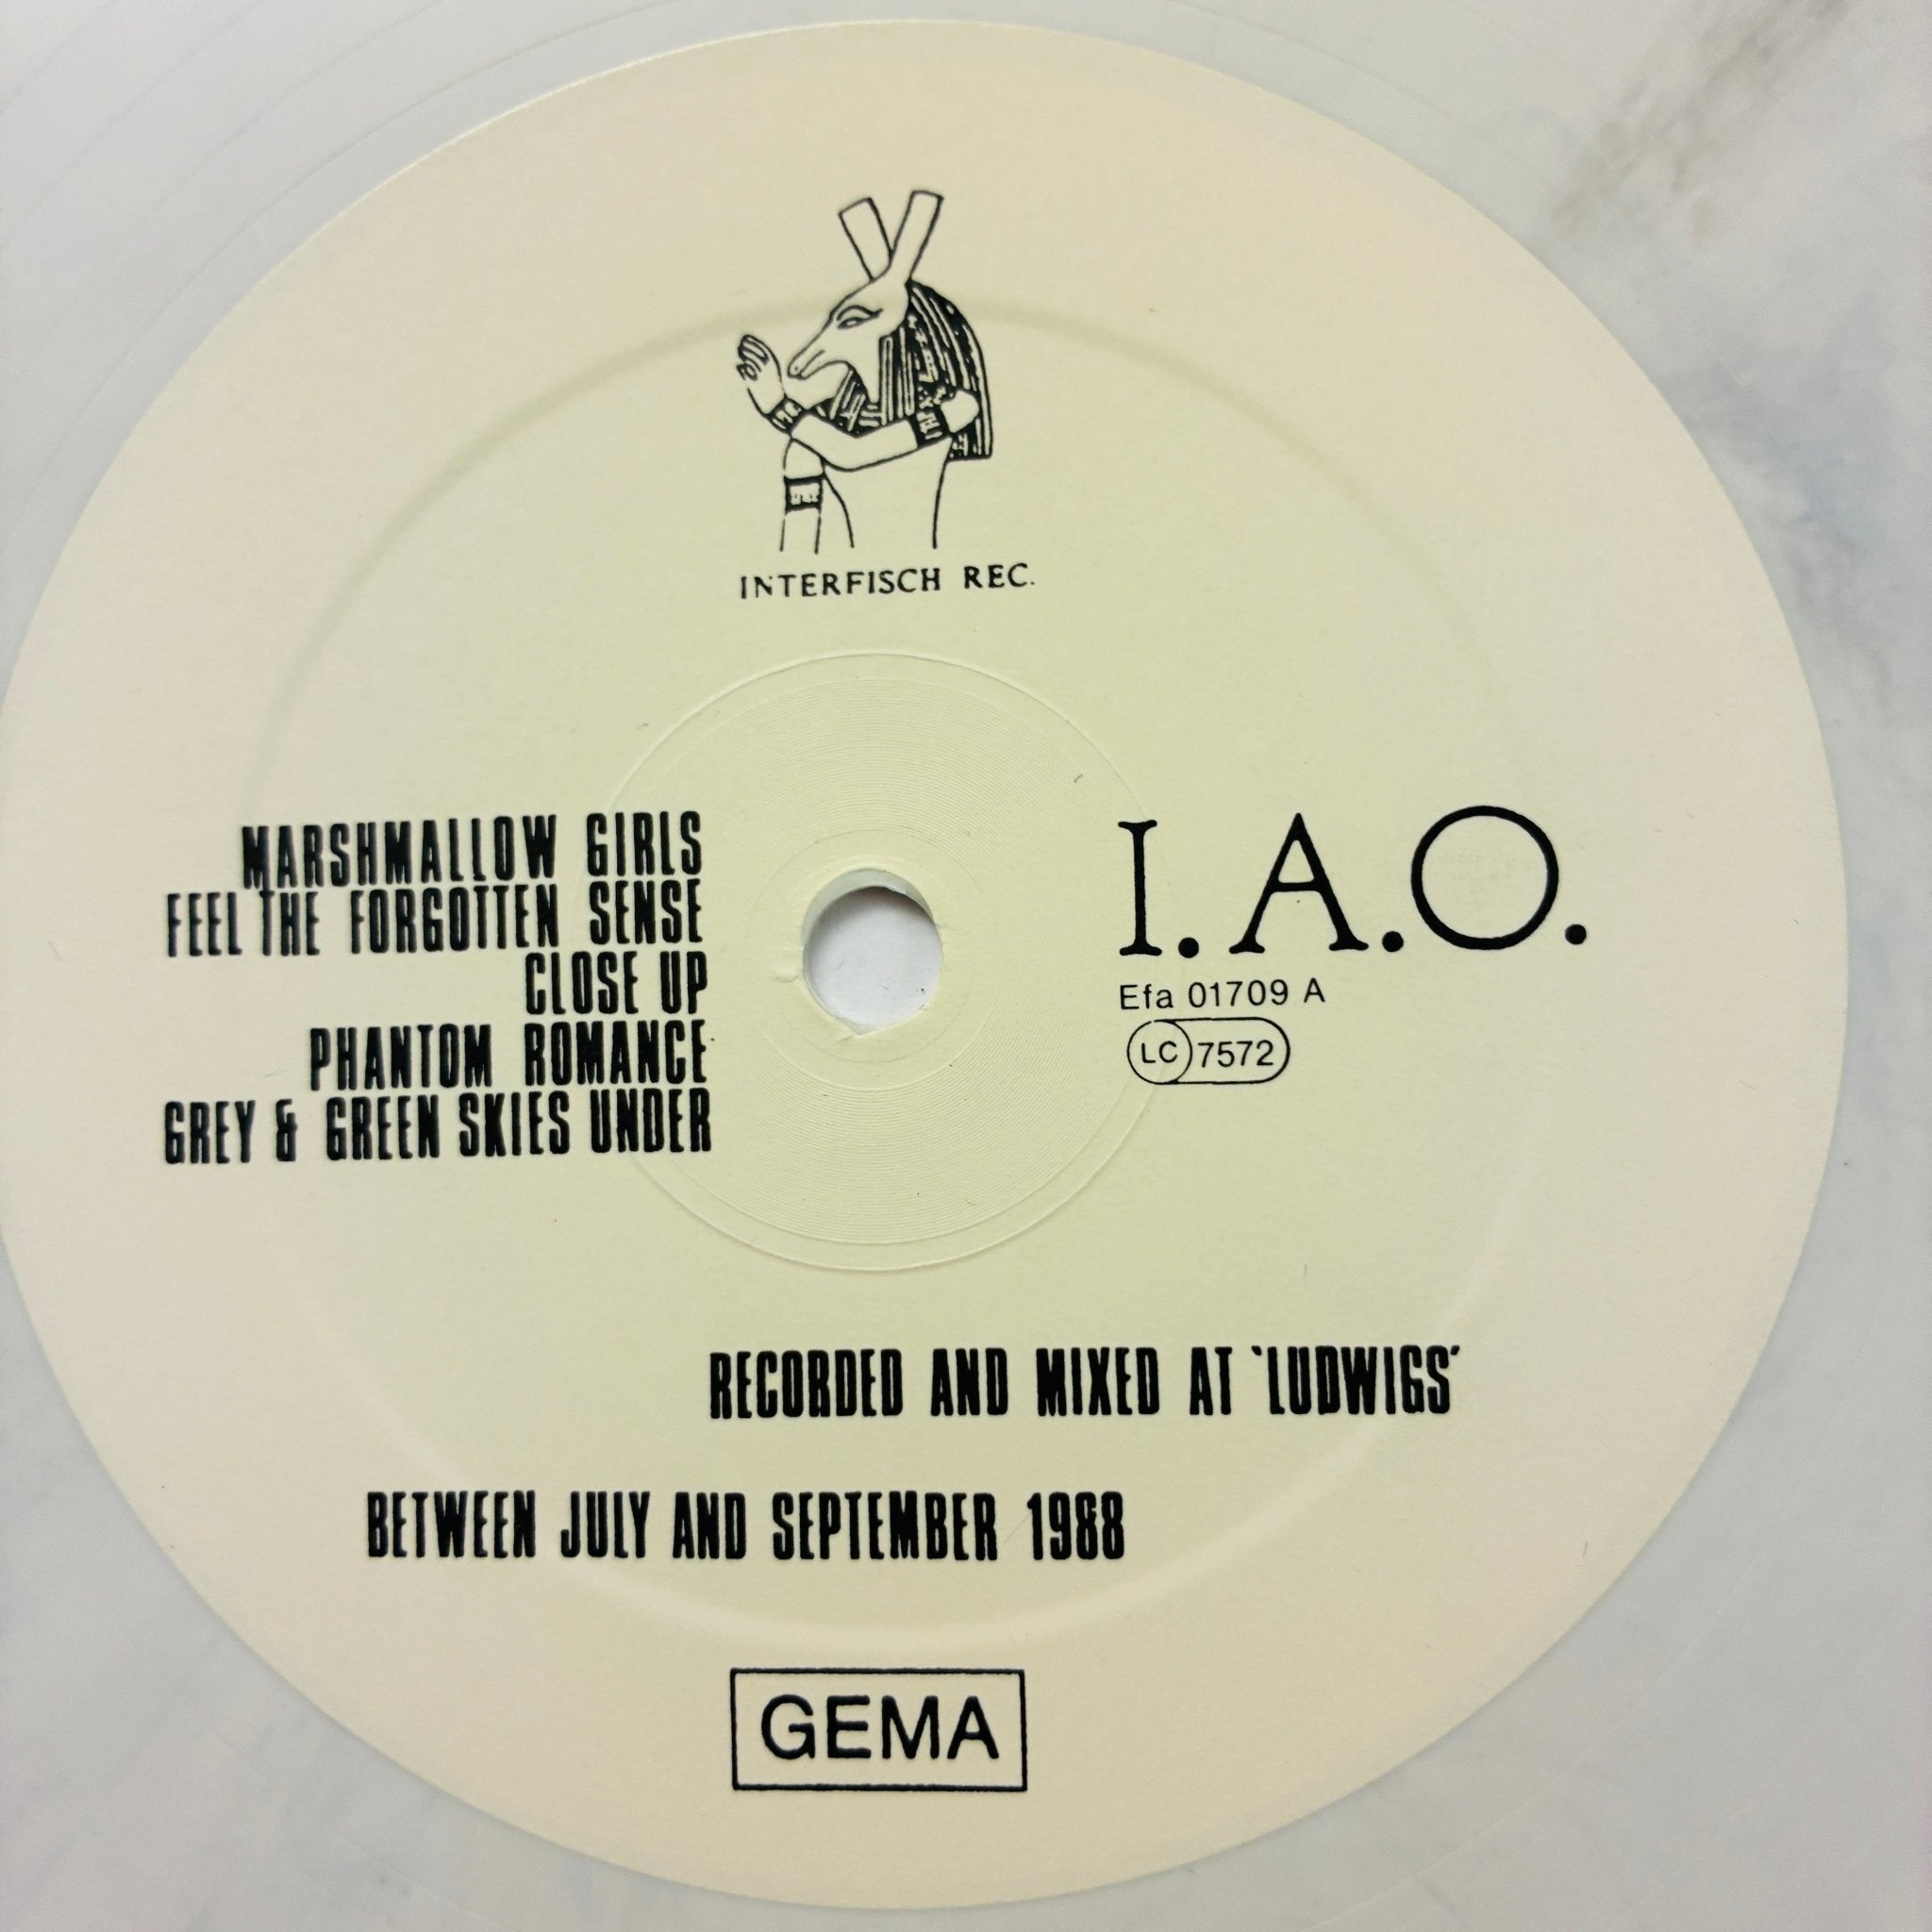 INTERFISCH REC.
MARSHMALLOW GIRLS
FEEL THE FORGOTTEN SENSE
CLOSE UP
PHANTOM ROMANCE
GREY & GREEN SKIES UNDER
I.A.O.
Efa 01709 A
LC 7572
RECORDED AND MIXED AT `LUDWIGS´
BETWEEN JULY AND SEPTEMBER 1988
GEMA